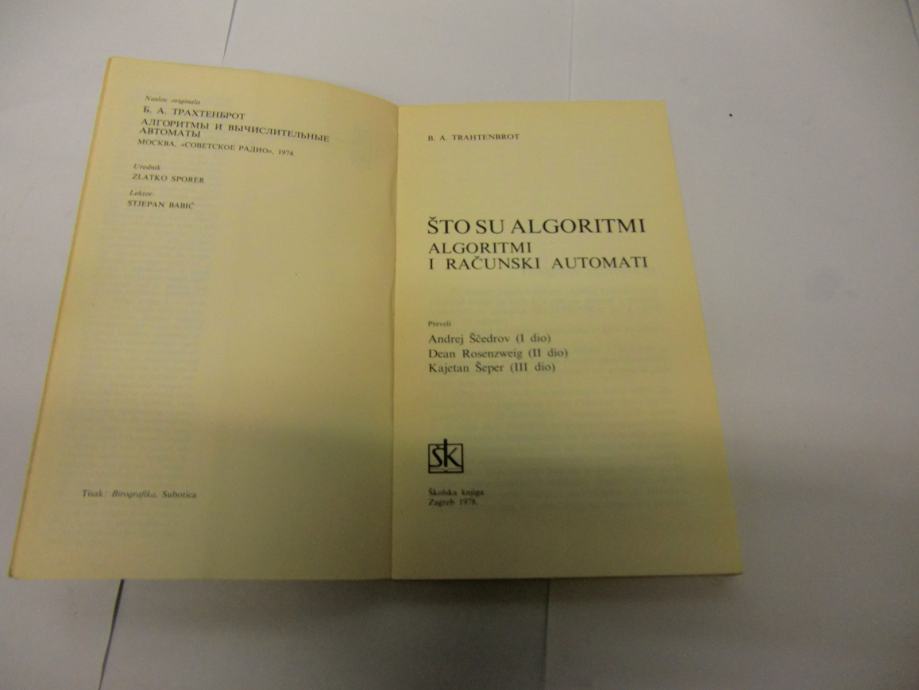 Naslov originala
Б. А. ТРАХТЕНБРОТ
АЛГОРИТМЫ И ВЫЧИСЛИТЕЛЬНЫЕ
АВТОМАТЫ
МОСКВА, «СОВЕТСКОЕ РАДИО», 1974.
Urednik
ZLATKO SPORER
Lektor
STJEPAN BABIĆ
Tisak: Birografika, Subotica
B. A. TRAHTENBROT
ŠTO SU ALGORITMI
ALGORITMI
I RAČUNSKI AUTOMATI
Preveli
Andrej Ščedrov (I dio)
Dean Rosenzweig (II dio)
Kajetan Šeper (III dio)
ŠK
Školska knjiga
Zagreb 1978.